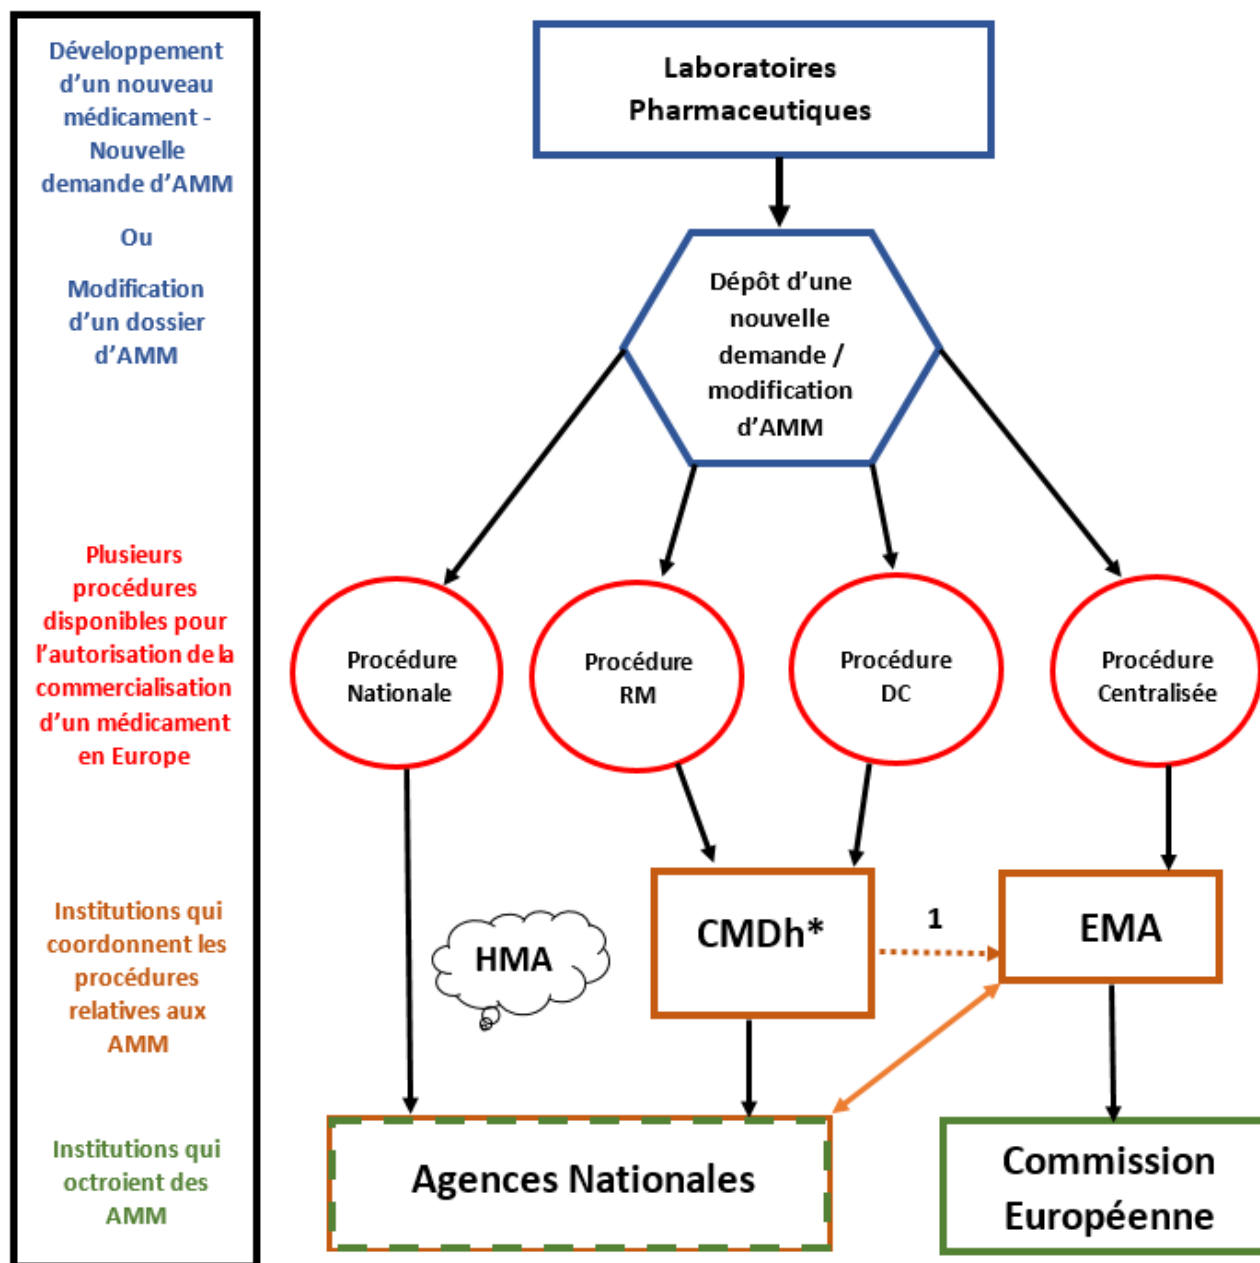 Développement
d'un nouveau
médicament -
Nouvelle
demande d'AMM
Ou
Modification
d'un dossier
d'AMM
Plusieurs
procédures
disponibles pour
l'autorisation de la
commercialisation
d'un médicament
en Europe
Institutions qui
coordonnent les
procédures
relatives aux
AMM
Institutions qui
octroient des
AMM
Laboratoires
Pharmaceutiques
Dépôt d'une
nouvelle
demande /
modification
d'AMM
Procédure
Nationale
Procédure
RM
Procédure
DC
Procédure
Centralisée
HMA
CMDh*
1
EMA
Agences Nationales
Commission
Européenne